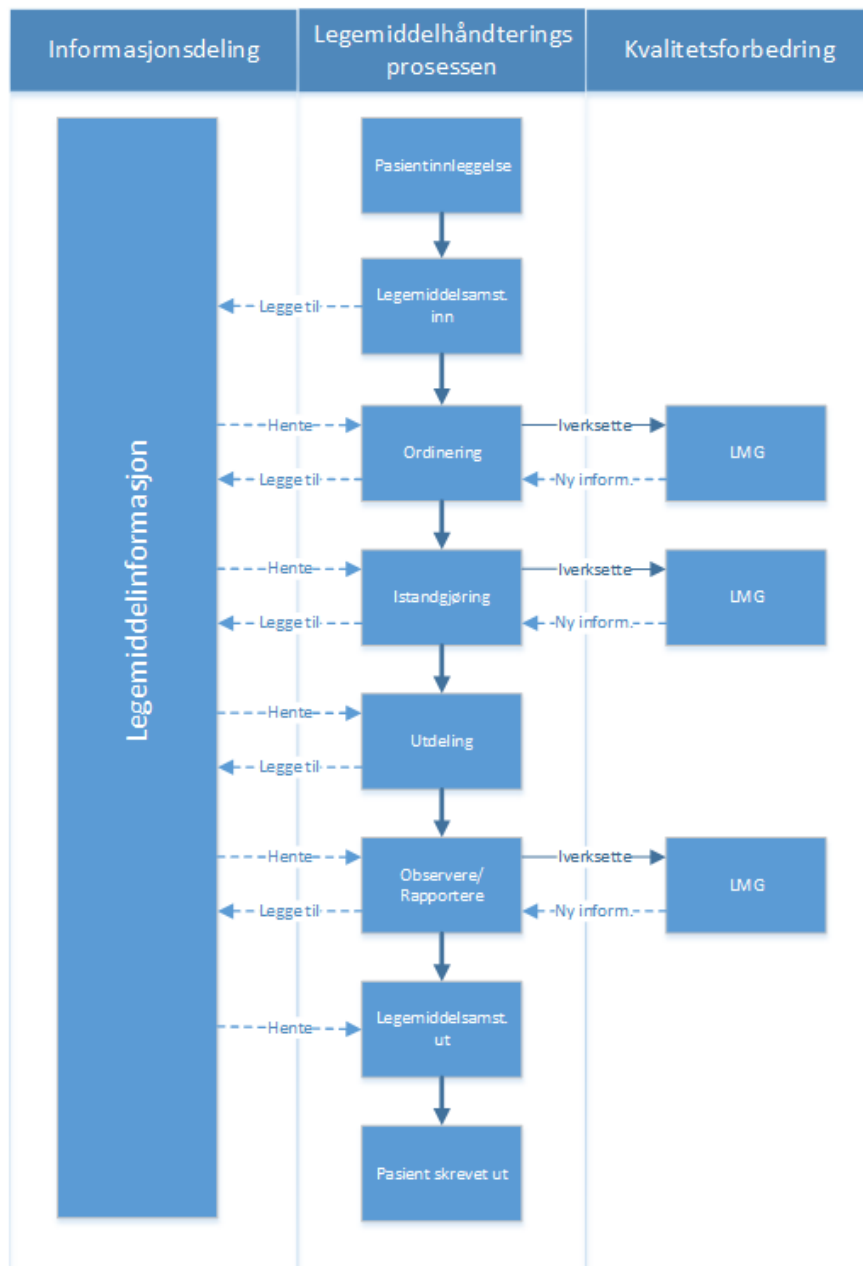 Informasjonsdeling
Legemiddelhåndterings
prosessen
Kvalitetsforbedring
Legemiddelinformasjon
Pasientinnleggelse
Legge til
Legemiddelsamst.
inn
Hente
Legge til
Ordinering
Iverksette
Ny inform.
LMG
Hente
Legge til
Istandgjøring
Iverksette
Ny inform.
LMG
Hente
Legge til
Utdeling
Hente
Legge til
Observere/
Rapportere
Iverksette
Ny inform.
LMG
Hente
Legemiddelsamst.
ut
Pasient skrevet ut